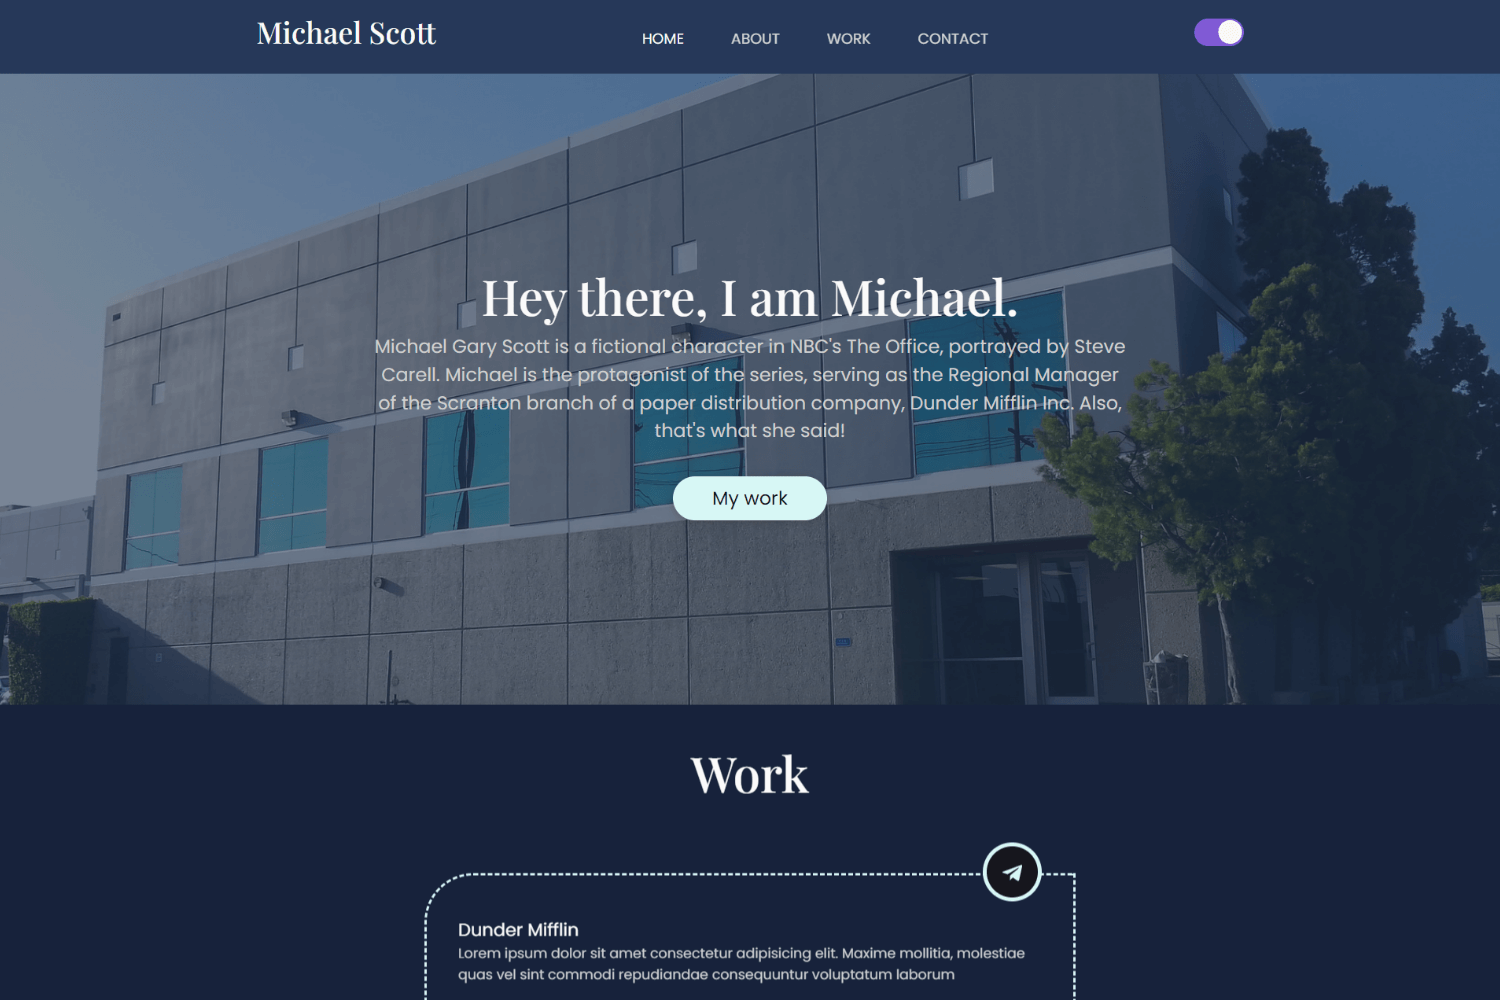 Michael Scott
HOME ABOUT WORK CONTACT
Hey there, I am Michael.
Michael Gary Scott is a fictional character in NBC's The Office, portrayed by Steve
Carell. Michael is the protagonist of the series, serving as the Regional Manager
of the Scranton branch of a paper distribution company, Dunder Mifflin Inc. Also,
that's what she said!
My work
Work
Dunder Mifflin
Lorem ipsum dolor sit amet consectetur adipisicing elit. Maxime mollitia, molestiae
quas vel sint commodi repudiandae consequuntur voluptatum laborum